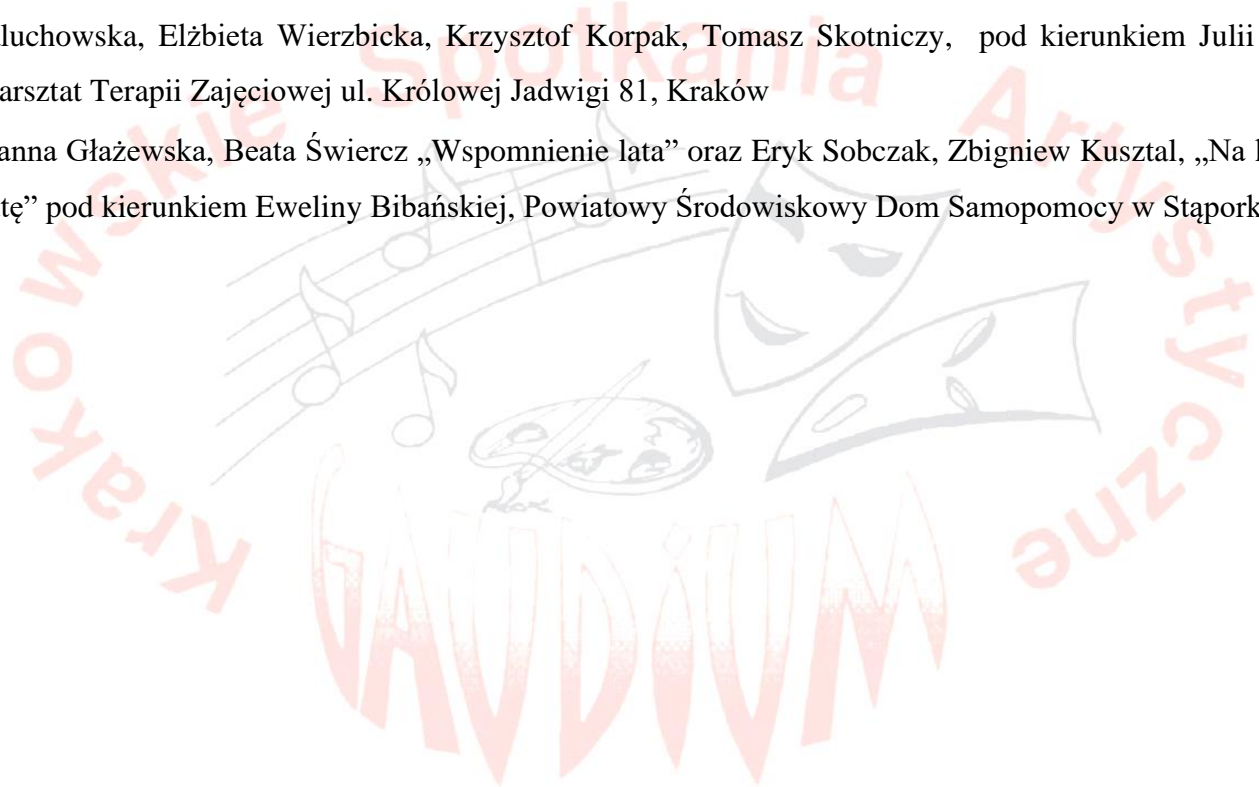 luchowska, Elżbieta Wierzbicka, Krzysztof Korpak, Tomasz Skotniczy, pod kierunkiem Julii
arsztat Terapii Zajęciowej ul. Królowej Jadwigi 81, Kraków
anna Głażewska, Beata Świercz „Wspomnienie lata” oraz Eryk Sobczak, Zbigniew Kusztal, „Na
tę” pod kierunkiem Eweliny Bibańskiej, Powiatowy Środowiskowy Dom Samopomocy w Stąpork
Krakowskie Spotkania Artystyczne
GAUDIUM